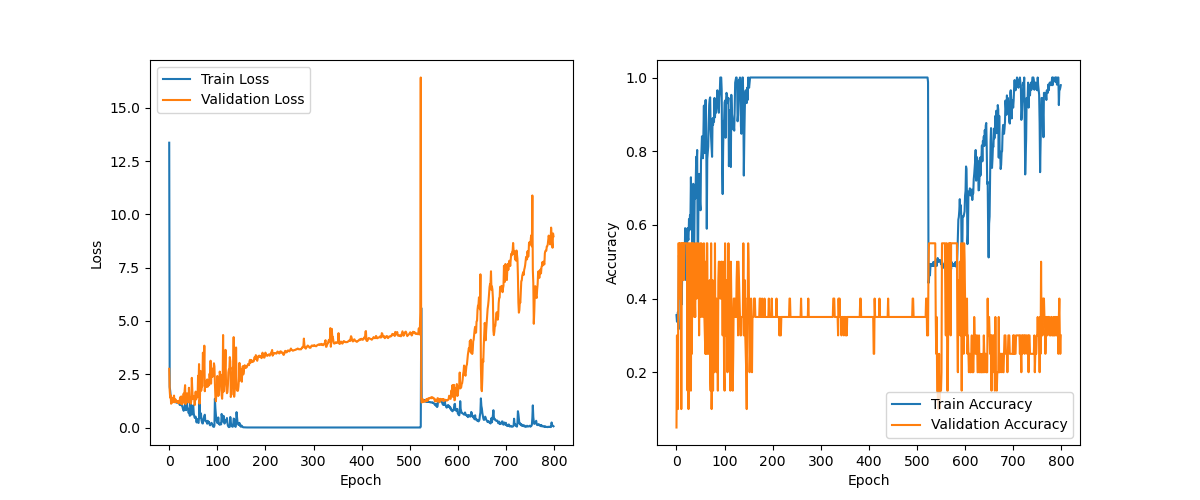 Train Loss
Validation Loss
15.0
12.5
10.0
7.5
5.0
2.5
0.0
Loss
0 100 200 300 400 500 600 700 800
Epoch
1.0
0.8
0.6
0.4
0.2
Accuracy
Train Accuracy
Validation Accuracy
0 100 200 300 400 500 600 700 800
Epoch